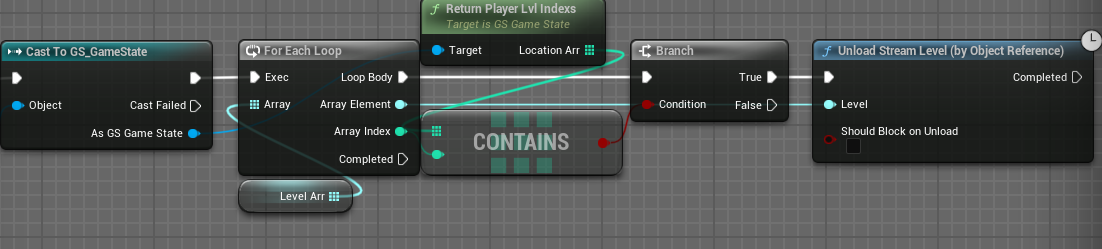 Return Player Lvl Indexs
Target is GS Game State
Target
Location Arr
Cast To GS_GameState
Object
Cast Failed
As GS Game State
For Each Loop
Exec
Loop Body
Array
Array Element
Array Index
Completed
Level Arr
CONTAINS
Branch
True
Condition
False
Unload Stream Level (by Object Reference)
Completed
Level
Should Block on Unload